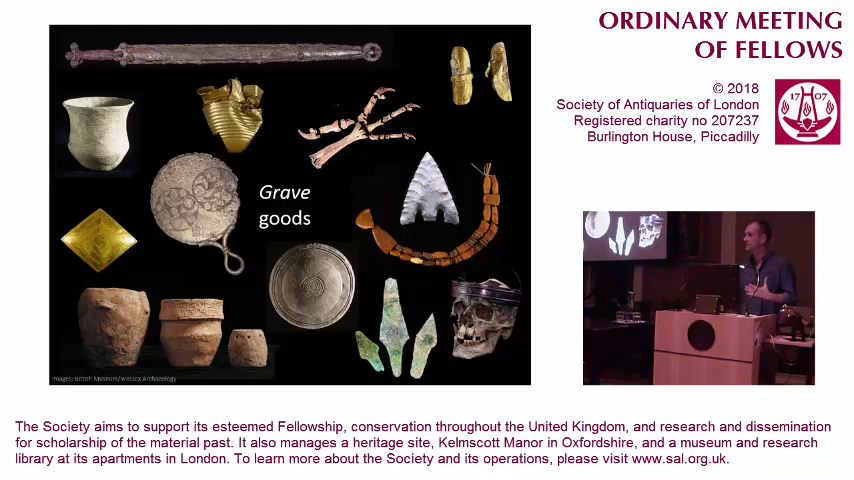 ORDINARY MEETING
OF FELLOWS
© 2018
Society of Antiquaries of London
Registered charity no 207237
Burlington House, Piccadilly
17 07
Grave
goods
Images: British Museum/Wessex Archaeology
The Society aims to support its esteemed Fellowship, conservation throughout the United Kingdom, and research and dissemination
for scholarship of the material past. It also manages a heritage site, Kelmscott Manor in Oxfordshire, and a museum and research
library at its apartments in London. To learn more about the Society and its operations, please visit www.sal.org.uk.